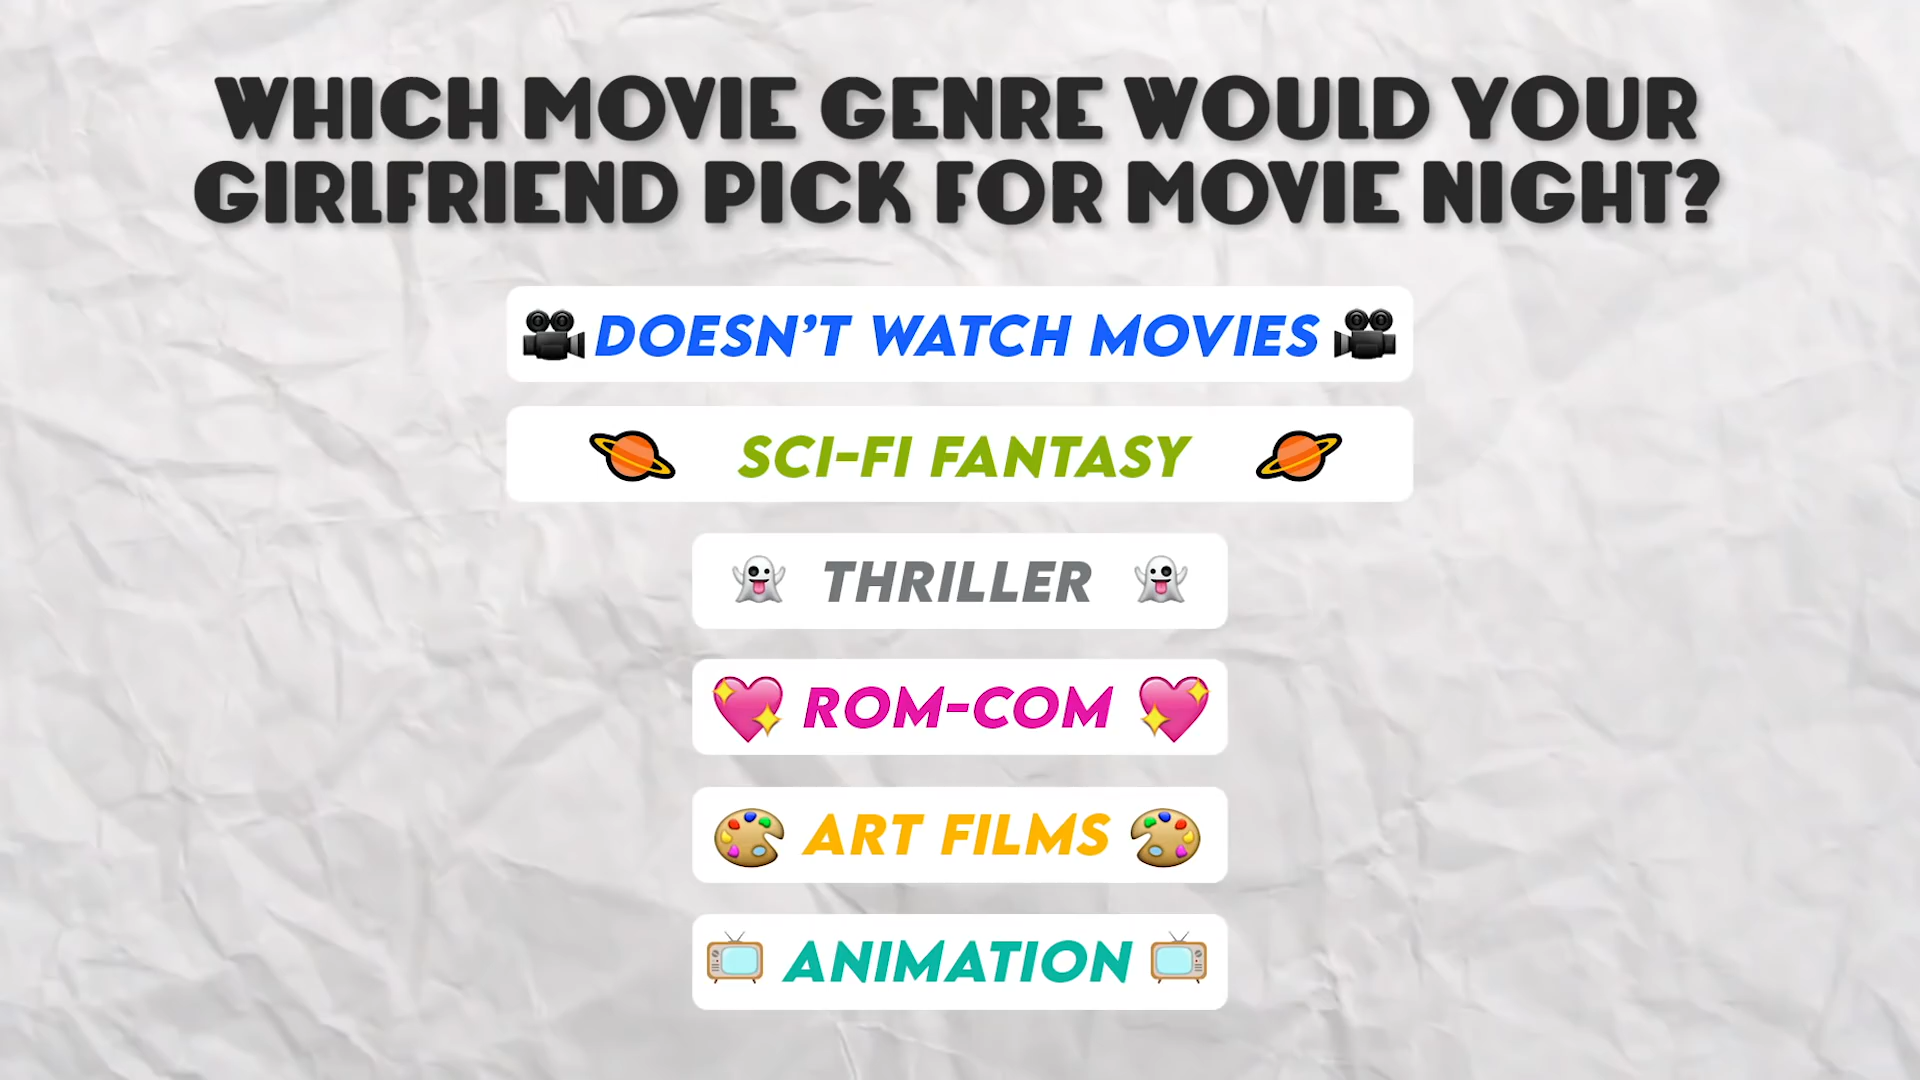 WHICH MOVIE GENRE WOULD YOUR
GIRLFRIEND PICK FOR MOVIE NIGHT?
DOESN'T WATCH MOVIES
SCI-FI FANTASY
THRILLER
ROM-COM
ART FILMS
ANIMATION